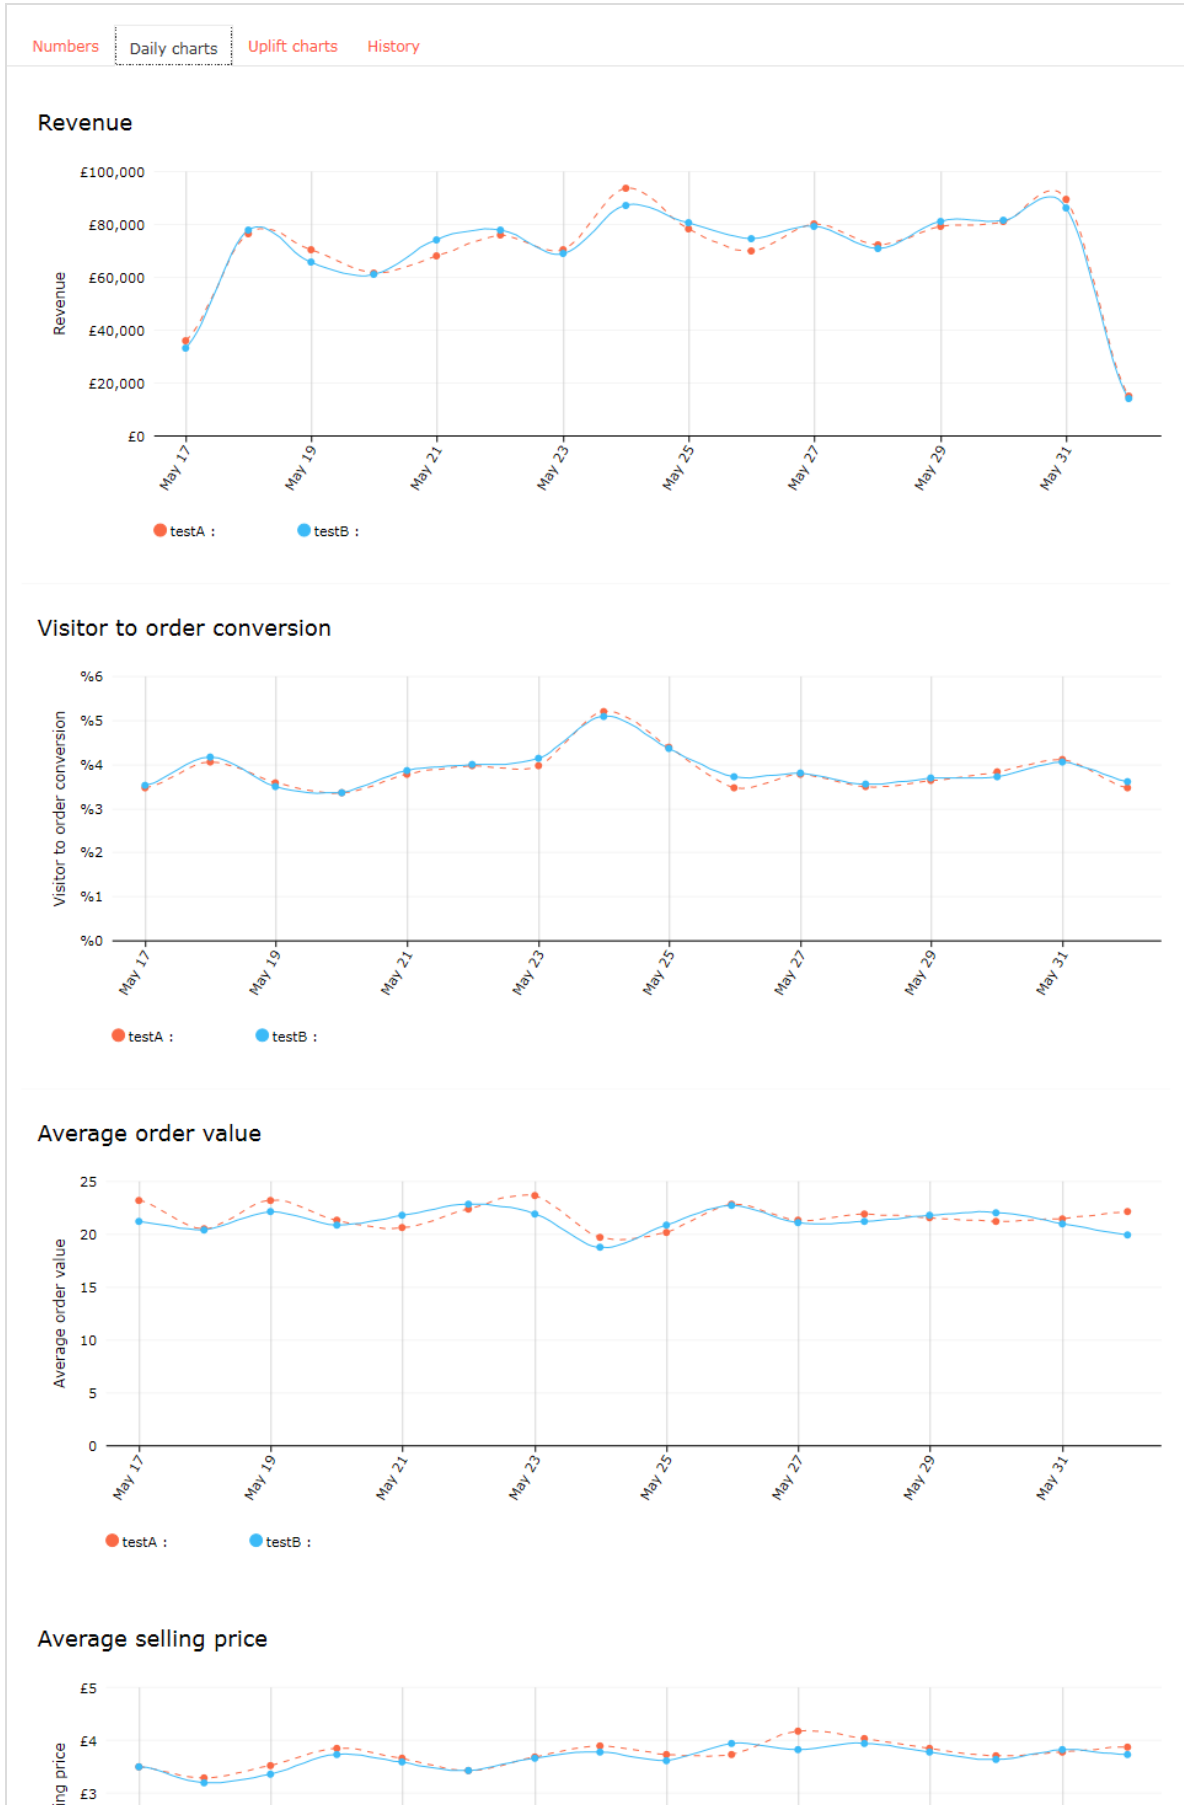 Numbers Daily charts Uplift charts History
Revenue
£100,000
£80,000
£60,000
£40,000
£20,000
£0
Revenue
May 17 May 19 May 21 May 23 May 25 May 27 May 29 May 31
testA : testB :
Visitor to order conversion
%6
%5
%4
%3
%2
%1
%0
Visitor to order conversion
May 17 May 19 May 21 May 23 May 25 May 27 May 29 May 31
testA : testB :
Average order value
25
20
15
10
5
0
Average order value
May 17 May 19 May 21 May 23 May 25 May 27 May 29 May 31
testA : testB :
Average selling price
£5
£4
£3
price